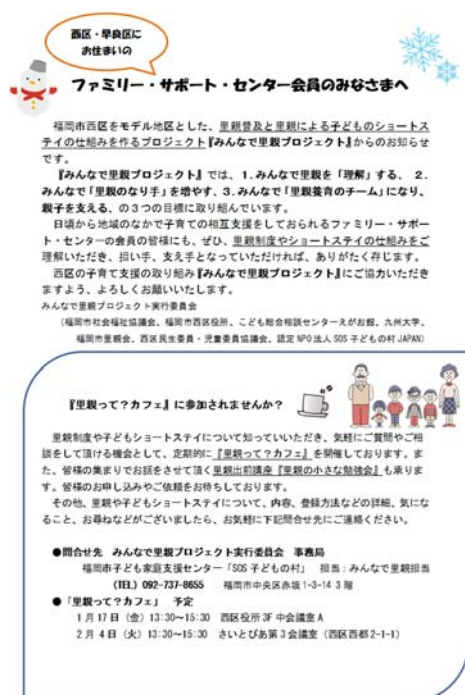 西区・早良区に
お住まいの
ファミリー・サポート・センター会員のみなさまへ
福岡市西区をモデル地区とした、里親普及と里親による子どものショートス
テイの仕組みを作るプロジェクト『みんなで里親プロジェクト』からのお知らせ
です。
『みんなで里親プロジェクト』では、1.みんなで里親を「理解」する、 2.
みんなで「里親のなり手」を増やす、3.みんなで「里親養育のチーム」になり、
親子を支える、の3つの目標に取り組んでいます。
日頃から地域のなかで子育ての相互支援をしておられるファミリー・サポー
ト・センターの会員の皆様にも、ぜひ、里親制度やショートステイの仕組みをご
理解いただき、担い手、支え手となっていただければ、ありがたく存じます。
西区の子育て支援の取り組み『みんなで里親プロジェクト』にご協力いただき
ますよう、よろしくお願いいたします。
みんなで里親プロジェクト実行委員会
(福岡市社会福祉協議会、福岡市西区役所、こども総合相談センターえがお館、九州大学、
福岡市里親会、西区民生委員・児童委員協議会、認定NPO法人SOS子どもの村JAPAN)
『里親って?カフェ』に参加されませんか?
里親制度や子どもショートステイについて知っていいただき、気軽にご質問やご相
談をして頂ける機会として、定期的に『里親って?カフェ』を開催しております。ま
た、皆様の集まりでお話をさせて頂く里親出前講座『里親の小さな勉強会』も承りま
す。皆様のお申し込みやご依頼をお待ちしております。
その他、里親や子どもショートステイについて、内容、登録方法などの詳細、気にな
ること、お尋ねなどがございましたら、お気軽に下記問合せ先にご連絡ください。
●問合せ先 みんなで里親プロジェクト実行委員会 事務局
福岡市子ども家庭支援センター「SOS子どもの村」 担当:みんなで里親担当
(TEL) 092-737-8655 福岡市中央区赤坂1-3-14 3階
●「里親って?カフェ」 予定
1月17日(金)13:30~15:30 西区役所3F中会議室A
2月 4日(火)13:30~15:30 さいとぴあ第3会議室(西区西都2-1-1)